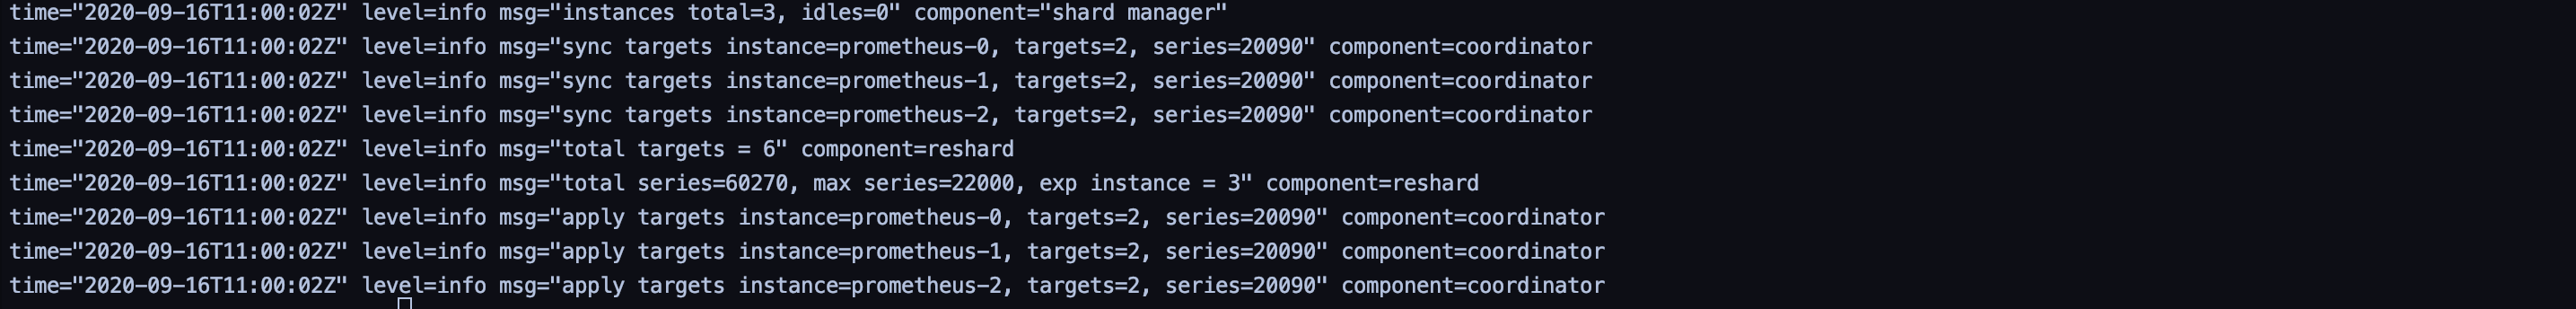 time="2020-09-16T11:00:02Z" level=info msg="instances total=3, idles=0" component="shard manager"
time="2020-09-16T11:00:02Z" level=info msg="sync targets instance=prometheus-0, targets=2, series=20090" component=coordinator
time="2020-09-16T11:00:02Z" level=info msg="sync targets instance=prometheus-1, targets=2, series=20090" component=coordinator
time="2020-09-16T11:00:02Z" level=info msg="sync targets instance=prometheus-2, targets=2, series=20090" component=coordinator
time="2020-09-16T11:00:02Z" level=info msg="total targets = 6" component=reshard
time="2020-09-16T11:00:02Z" level=info msg="total series=60270, max series=22000, exp instance = 3" component=reshard
time="2020-09-16T11:00:02Z" level=info msg="apply targets instance=prometheus-0, targets=2, series=20090" component=coordinator
time="2020-09-16T11:00:02Z" level=info msg="apply targets instance=prometheus-1, targets=2, series=20090" component=coordinator
time="2020-09-16T11:00:02Z" level=info msg="apply targets instance=prometheus-2, targets=2, series=20090" component=coordinator